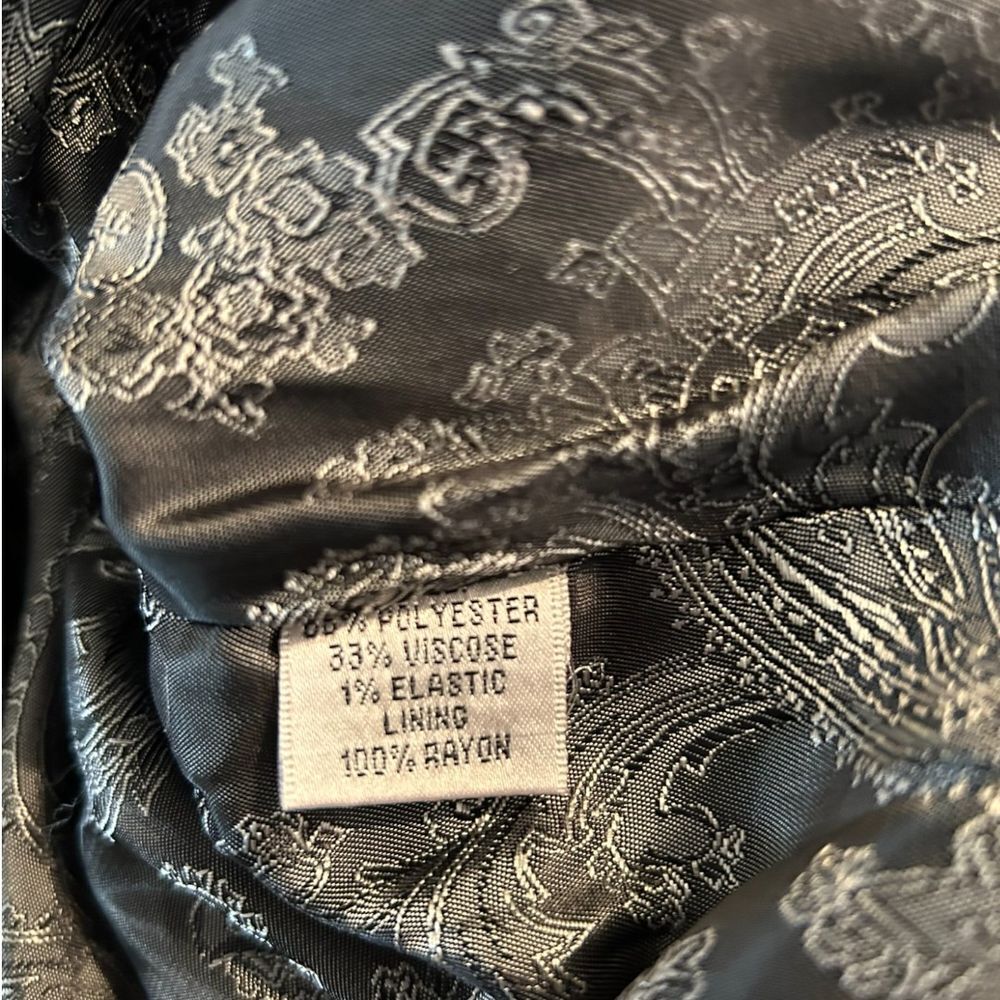 66% POLYESTER
33% VISCOSE
1% ELASTIC
LINING
100% RAYON